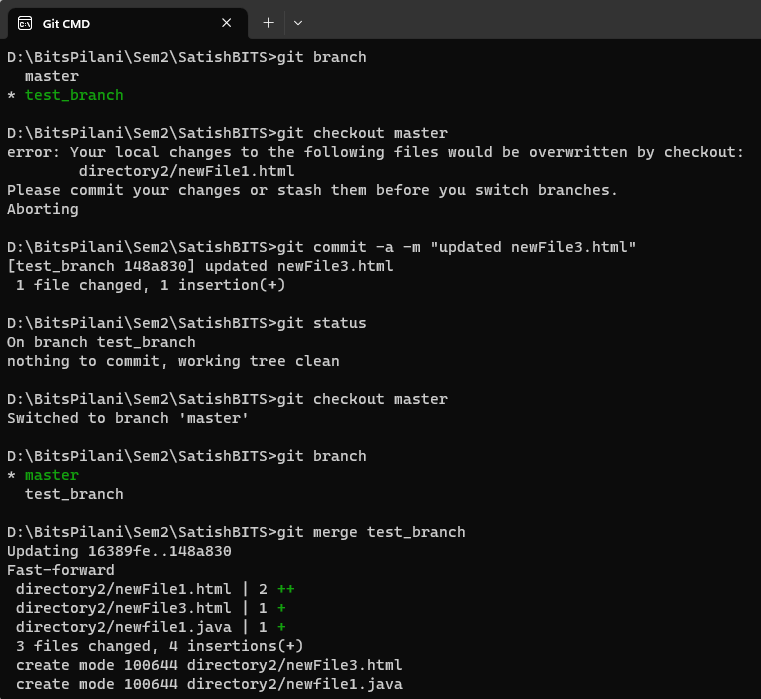 Git CMD
D:\BitsPilani\Sem2\SatishBITS>git branch
  master
* test_branch
D:\BitsPilani\Sem2\SatishBITS>git checkout master
error: Your local changes to the following files would be overwritten by checkout:
        directory2/newFile1.html
Please commit your changes or stash them before you switch branches.
Aborting
D:\BitsPilani\Sem2\SatishBITS>git commit -a -m "updated newFile3.html"
[test_branch 148a830] updated newFile3.html
 1 file changed, 1 insertion(+)
D:\BitsPilani\Sem2\SatishBITS>git status
On branch test_branch
nothing to commit, working tree clean
D:\BitsPilani\Sem2\SatishBITS>git checkout master
Switched to branch 'master'
D:\BitsPilani\Sem2\SatishBITS>git branch
* master
  test_branch
D:\BitsPilani\Sem2\SatishBITS>git merge test_branch
Updating 16389fe..148a830
Fast-forward
 directory2/newFile1.html | 2 ++
 directory2/newFile3.html | 1 +
 directory2/newfile1.java | 1 +
 3 files changed, 4 insertions(+)
 create mode 100644 directory2/newFile3.html
 create mode 100644 directory2/newfile1.java